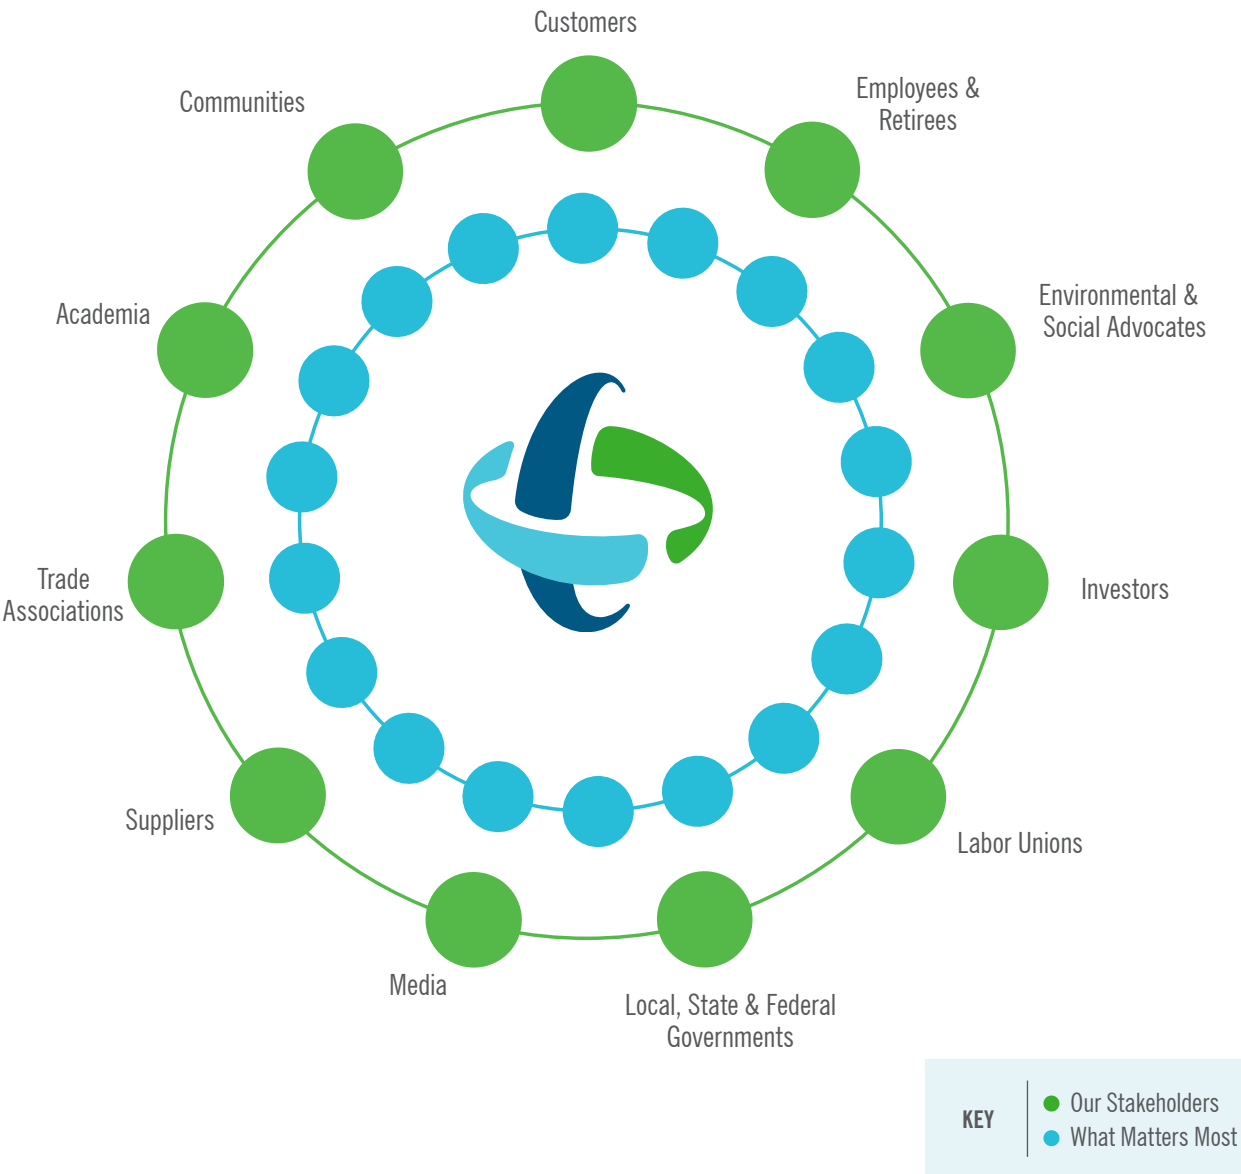 Customers
Employees &
Retirees
Communities
Environmental &
Social Advocates
Academia
Trade
Associations
Investors
Suppliers
Labor Unions
Media
Local, State & Federal
Governments
KEY
Our Stakeholders
What Matters Most